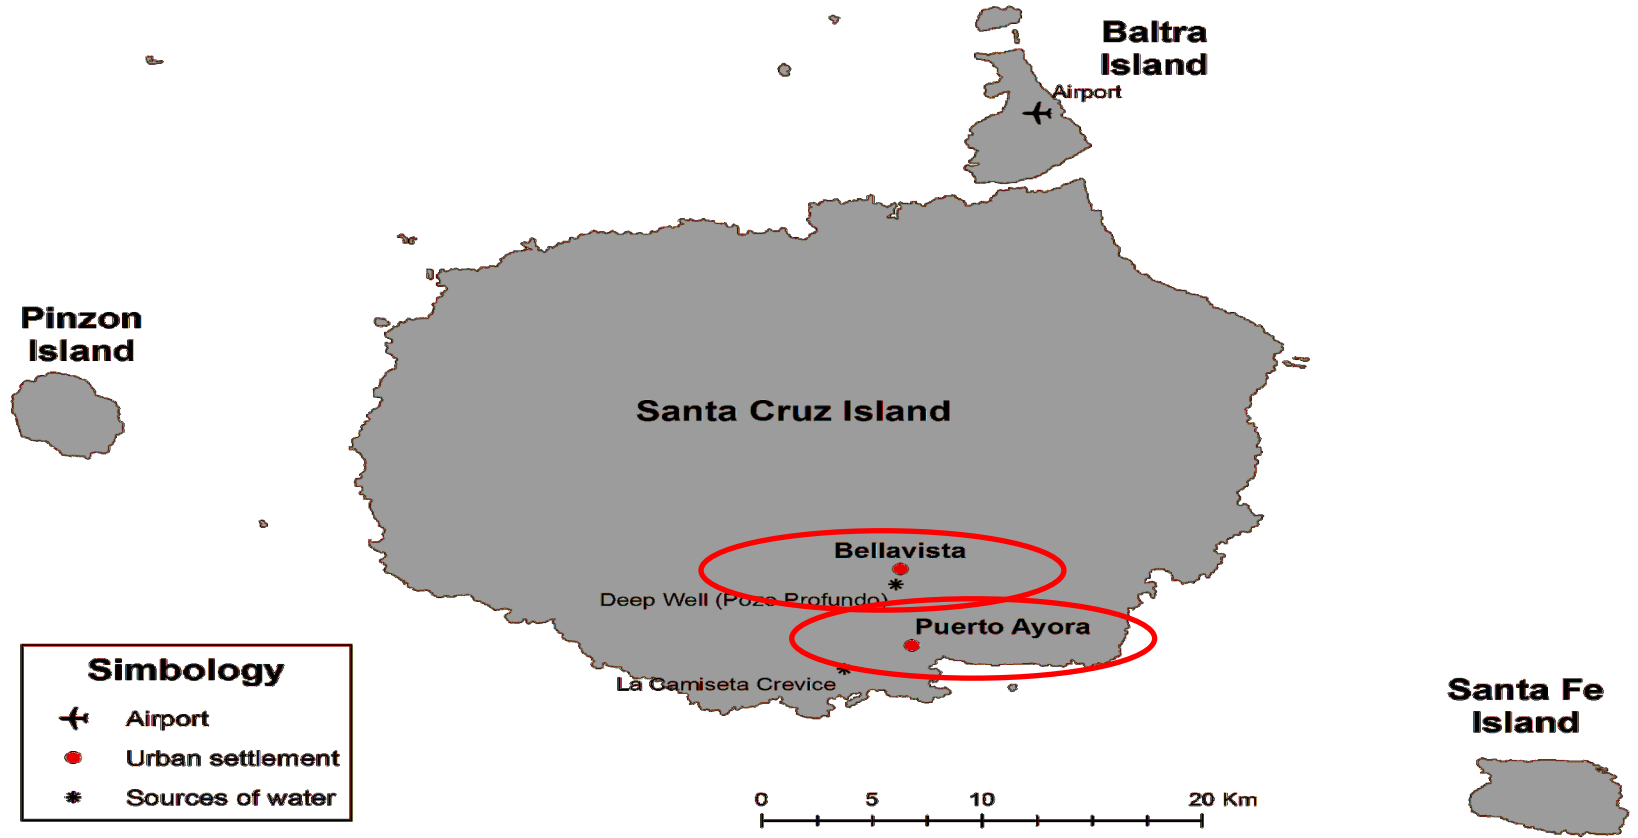 Baltra
Island
Airport
Pinzon
Island
Santa Cruz Island
Bellavista
Deep Well (Pozo Profundo)
Puerto Ayora
La Camiseta Crevice
Santa Fe
Island
Simbology
Airport
Urban settlement
Sources of water
0 5 10 20 Km